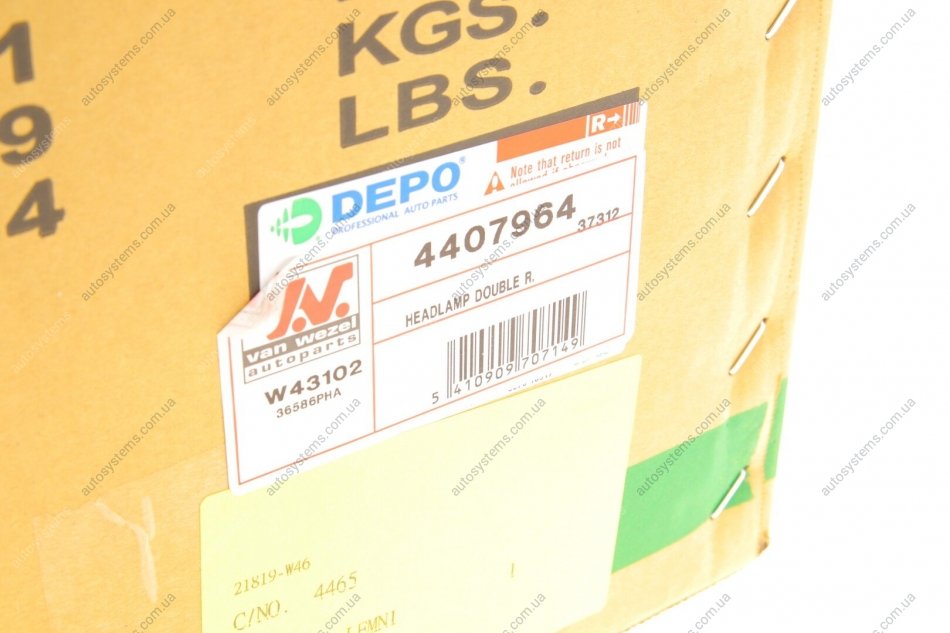 1
9
4
KGS.
LBS.
DEPO®
PROFESSIONAL AUTO PARTS
R→
Note that return is not
4407964
37312
HEADLAMP DOUBLE R.
van wezel
autoparts
W43102
36586PHA
5 410909 707149
21819-W46
C/NO. 4465 1
autosystems.com.ua